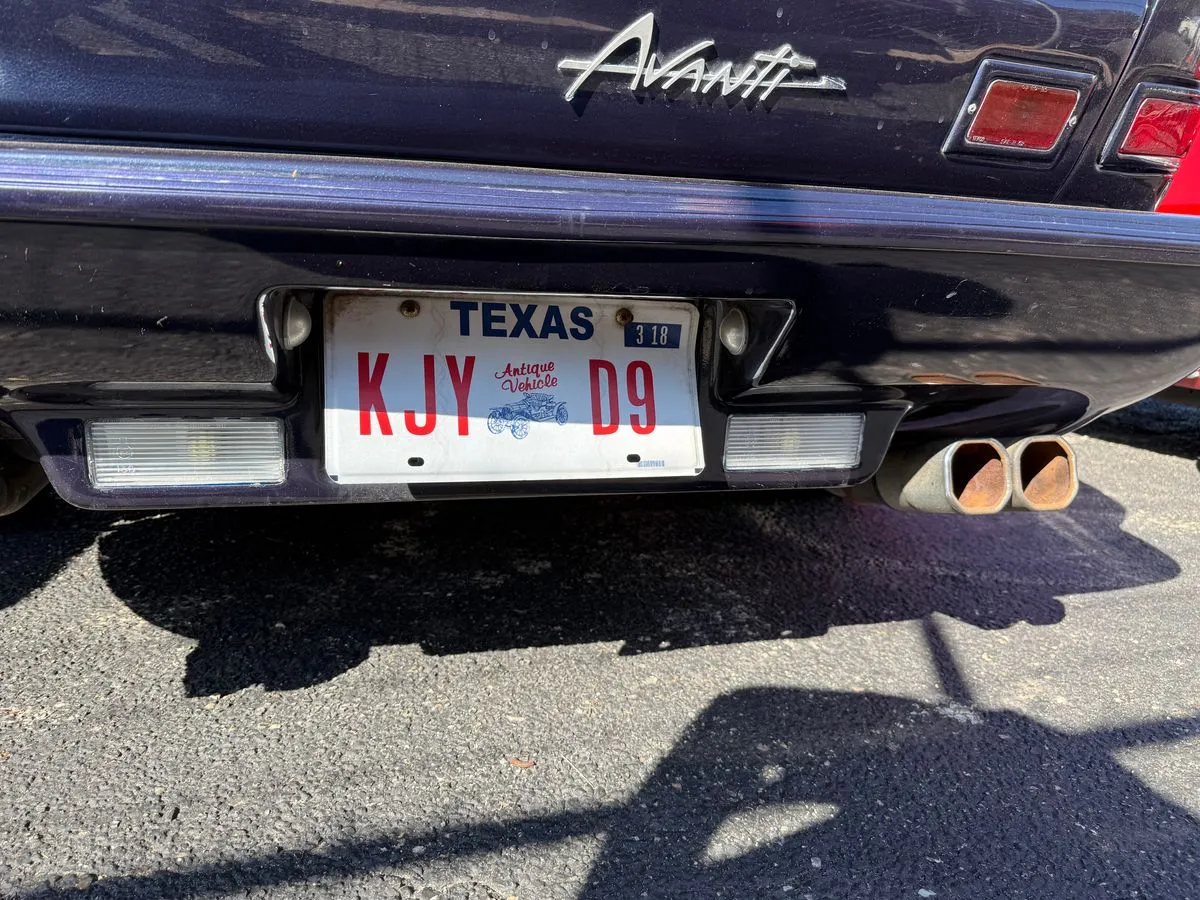 Avanti
TEXAS
3 18
KJY D9
Antique
Vehicle